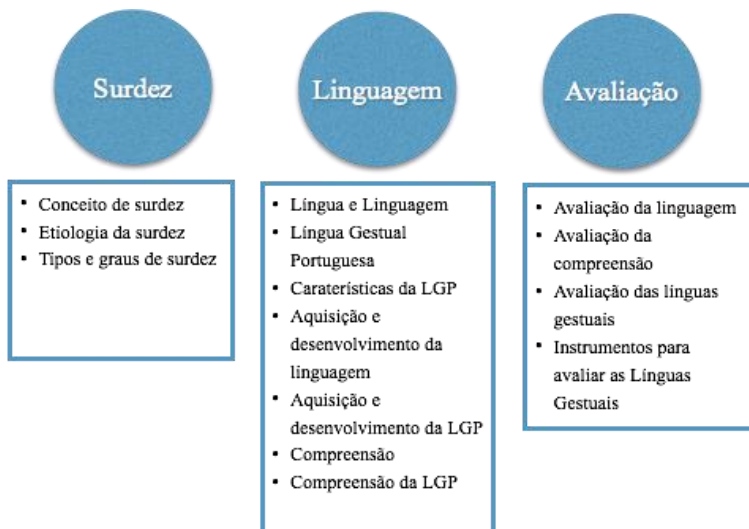 Surdez
• Conceito de surdez
• Etiologia da surdez
• Tipos e graus de surdez
Linguagem
• Língua e Linguagem
• Língua Gestual
Portuguesa
• Caraterísticas da LGP
• Aquisição e
desenvolvimento da
linguagem
• Aquisição e
desenvolvimento da LGP
• Compreensão
• Compreensão da LGP
Avaliação
• Avaliação da linguagem
• Avaliação da
compreensão
• Avaliação das línguas
gestuais
• Instrumentos para
avaliar as Línguas
Gestuais